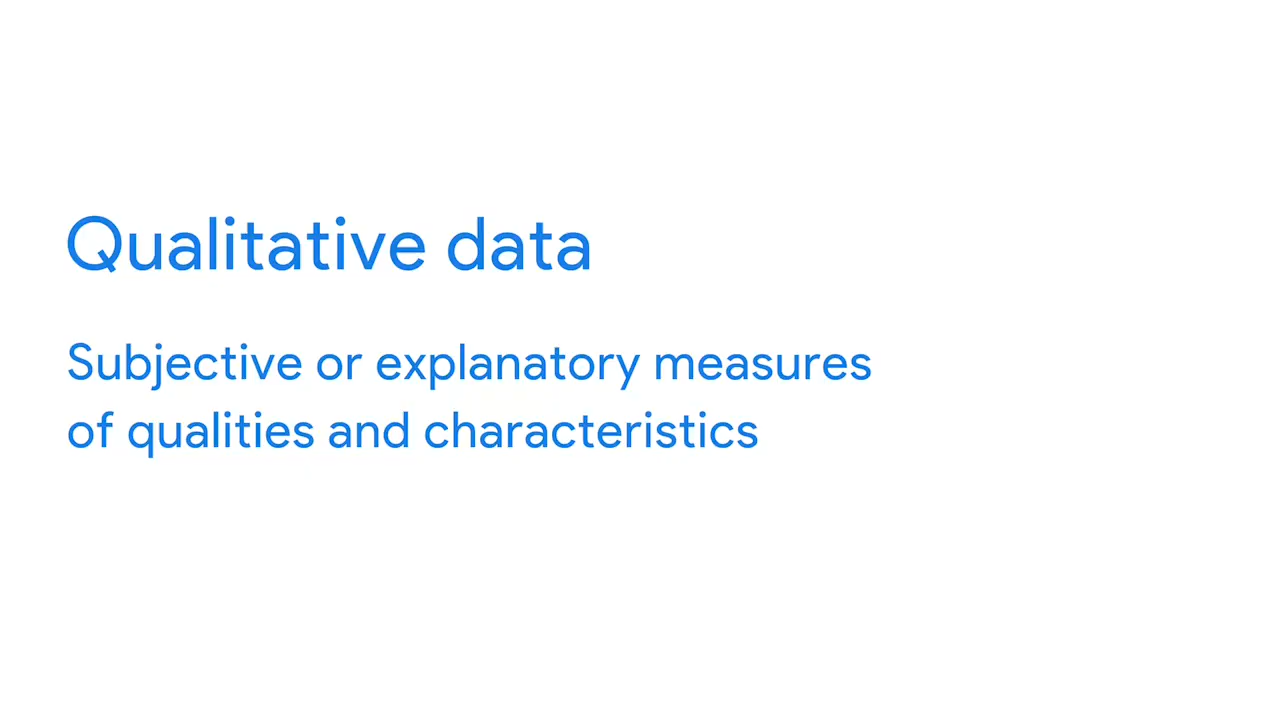 Qualitative data
Subjective or explanatory measures
of qualities and characteristics